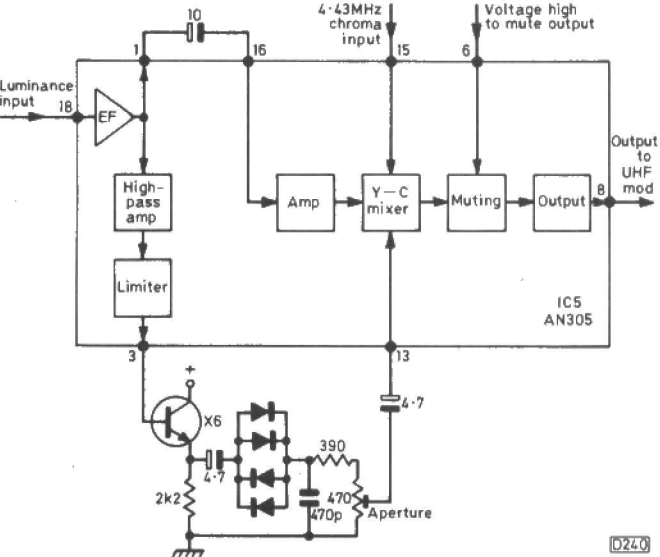 10
4·43MHz
chroma
input
Voltage high
to mute output
1
16
15
6
Luminance
input
18
EF
Output
to
UHF
mod
8
High-
pass
amp
Amp
Y–C
mixer
Muting
Output
Limiter
IC5
AN305
3
13
+
X6
4·7
4·7
390
2k2
470p
470
Aperture
D240